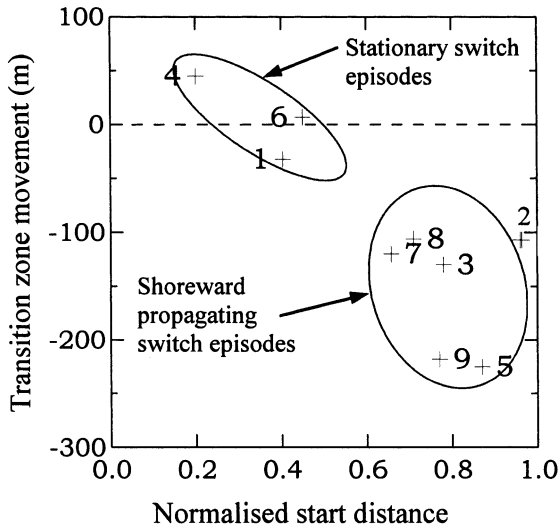 100
0
-100
-200
-300
Transition zone movement (m)
Stationary switch
episodes
4
6
1
2
8
7
3
Shoreward
propagating
switch episodes
9
5
0.0
0.2
0.4
0.6
0.8
1.0
Normalised start distance